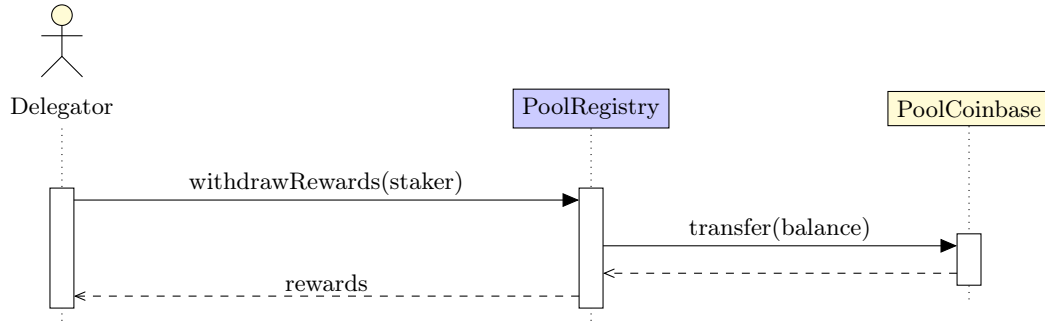 Delegator
PoolRegistry
PoolCoinbase
withdrawRewards(staker)
transfer(balance)
rewards